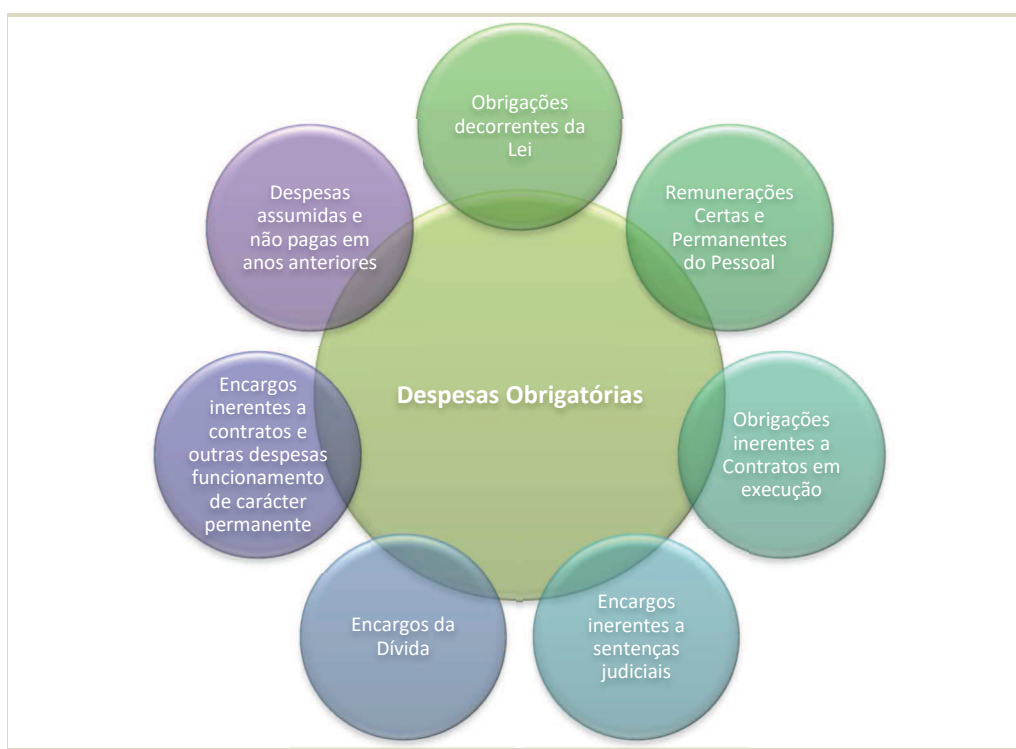 Obrigações
decorrentes da
Lei
Remunerações
Certas e
Permanentes
do Pessoal
Obrigações
inerentes a
Contratos em
execução
Encargos
inerentes a
sentenças
judiciais
Encargos da
Dívida
Encargos
inerentes a
contratos e
outras despesas
funcionamento
de carácter
permanente
Despesas
assumidas e
não pagas em
anos anteriores
Despesas Obrigatórias